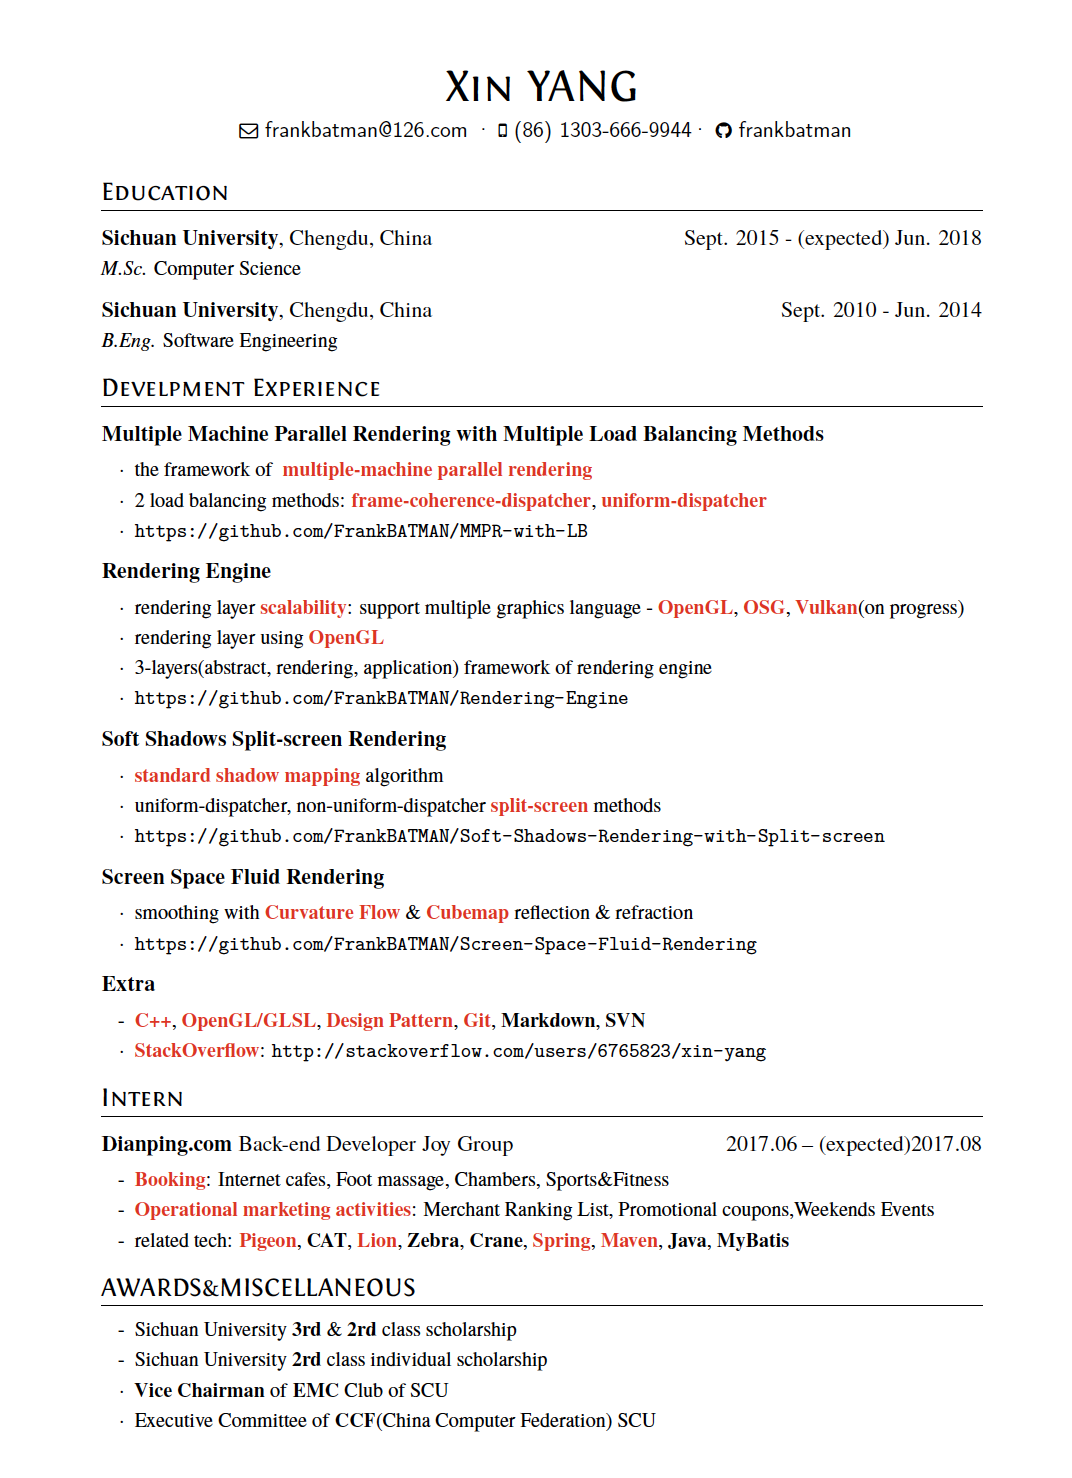 Xin YANG
frankbatman@126.com · (86) 1303-666-9944 · frankbatman
Education
Sichuan University, Chengdu, China Sept. 2015 - (expected) Jun. 2018
M.Sc. Computer Science
Sichuan University, Chengdu, China Sept. 2010 - Jun. 2014
B.Eng. Software Engineering
Develpment Experience
Multiple Machine Parallel Rendering with Multiple Load Balancing Methods
· the framework of multiple-machine parallel rendering
· 2 load balancing methods: frame-coherence-dispatcher, uniform-dispatcher
· https://github.com/FrankBATMAN/MMPR-with-LB
Rendering Engine
· rendering layer scalability: support multiple graphics language - OpenGL, OSG, Vulkan(on progress)
· rendering layer using OpenGL
· 3-layers(abstract, rendering, application) framework of rendering engine
· https://github.com/FrankBATMAN/Rendering-Engine
Soft Shadows Split-screen Rendering
· standard shadow mapping algorithm
· uniform-dispatcher, non-uniform-dispatcher split-screen methods
· https://github.com/FrankBATMAN/Soft-Shadows-Rendering-with-Split-screen
Screen Space Fluid Rendering
· smoothing with Curvature Flow & Cubemap reflection & refraction
· https://github.com/FrankBATMAN/Screen-Space-Fluid-Rendering
Extra
- C++, OpenGL/GLSL, Design Pattern, Git, Markdown, SVN
· StackOverflow: http://stackoverflow.com/users/6765823/xin-yang
Intern
Dianping.com Back-end Developer Joy Group 2017.06 – (expected)2017.08
- Booking: Internet cafes, Foot massage, Chambers, Sports&Fitness
- Operational marketing activities: Merchant Ranking List, Promotional coupons,Weekends Events
- related tech: Pigeon, CAT, Lion, Zebra, Crane, Spring, Maven, Java, MyBatis
AWARDS&MISCELLANEOUS
- Sichuan University 3rd & 2rd class scholarship
- Sichuan University 2rd class individual scholarship
· Vice Chairman of EMC Club of SCU
· Executive Committee of CCF(China Computer Federation) SCU